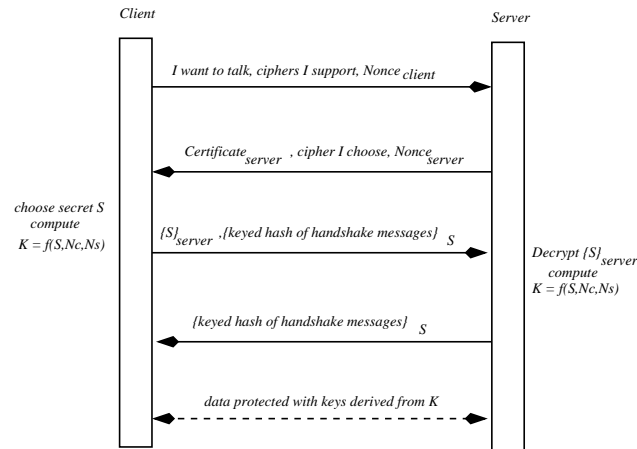 Client
Server
I want to talk, ciphers I support, Nonce client
Certificate server , cipher I choose, Nonce server
choose secret S
compute
K = f(S,Nc,Ns)
{S} server ,{keyed hash of handshake messages} S
Decrypt {S} server
compute
K = f(S,Nc,Ns)
{keyed hash of handshake messages} S
data protected with keys derived from K